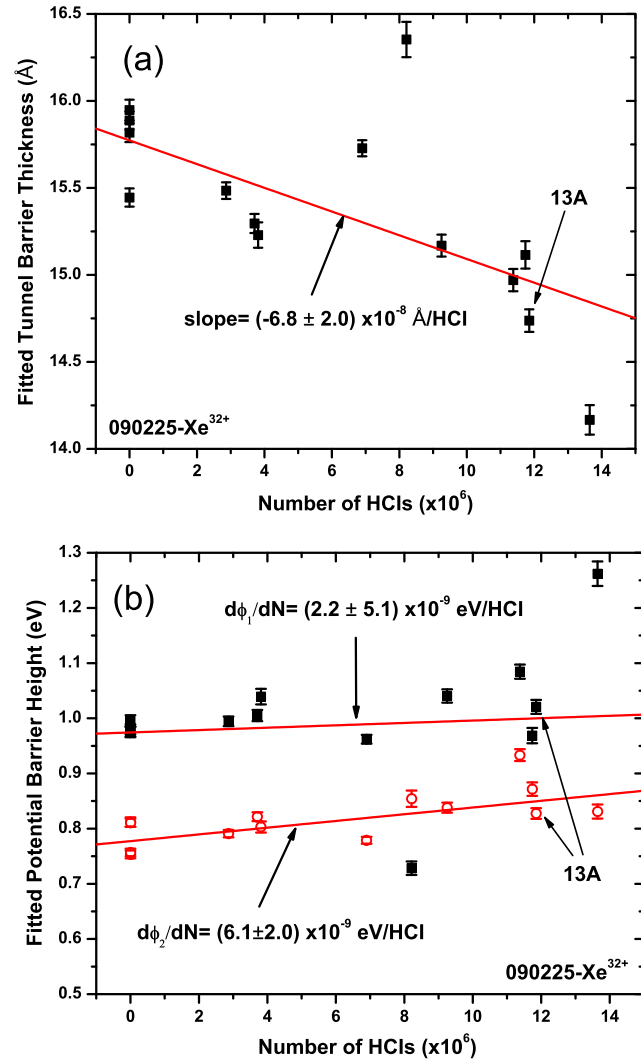 (a)
Fitted Tunnel Barrier Thickness (Å)
16.5
16.0
15.5
15.0
14.5
14.0
13A
slope= (-6.8 ± 2.0) x10⁻⁸ Å/HCI
090225-Xe³²⁺
0 2 4 6 8 10 12 14
Number of HCIs (x10⁶)
(b)
Fitted Potential Barrier Height (eV)
1.3
1.2
1.1
1.0
0.9
0.8
0.7
0.6
0.5
dϕ₁/dN= (2.2 ± 5.1) x10⁻⁹ eV/HCI
13A
dϕ₂/dN= (6.1±2.0) x10⁻⁹ eV/HCI
090225-Xe³²⁺
0 2 4 6 8 10 12 14
Number of HCIs (x10⁶)